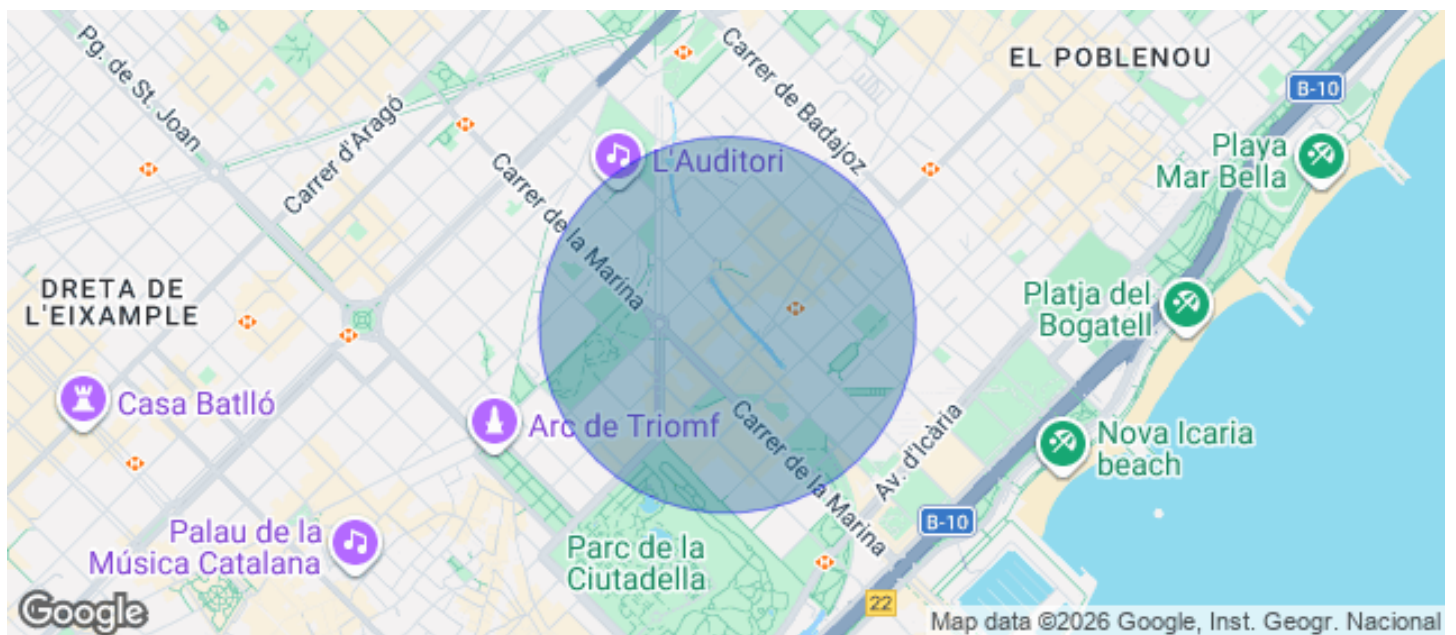 Pg. de St. Joan
Carrer d'Aragó
Carrer de Badajoz
EL POBLENOU
B-10
L'Auditori
Playa
Mar Bella
Carrer de la Marina
DRETA DE
L'EIXAMPLE
Platja del
Bogatell
Casa Batlló
Arc de Triomf
Carrer de la Marina
Av. d'Icària
Nova Icaria
beach
B-10
Palau de la
Música Catalana
Parc de la
Ciutadella
22
Google
Map data ©2026 Google, Inst. Geogr. Nacional